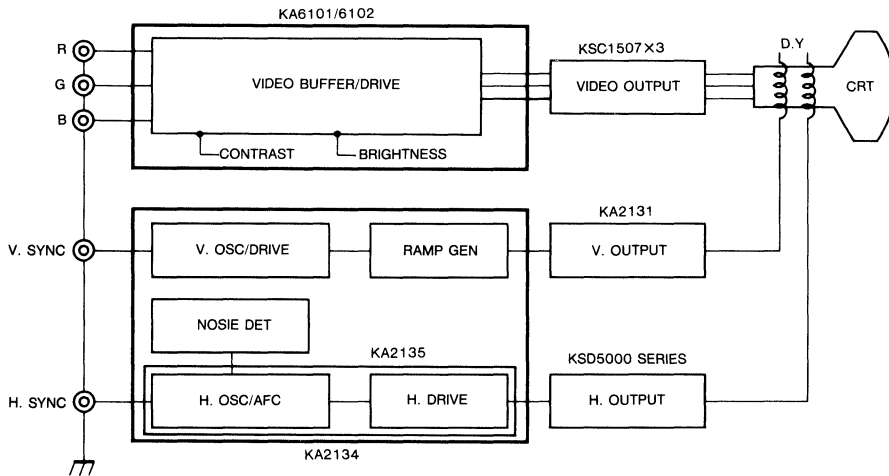 KA6101/6102
R
G
B
VIDEO BUFFER/DRIVE
CONTRAST
BRIGHTNESS
KSC1507×3
VIDEO OUTPUT
D.Y
CRT
V. SYNC
V. OSC/DRIVE
RAMP GEN
KA2131
V. OUTPUT
NOSIE DET
KA2135
KSD5000 SERIES
H. SYNC
H. OSC/AFC
H. DRIVE
H. OUTPUT
KA2134